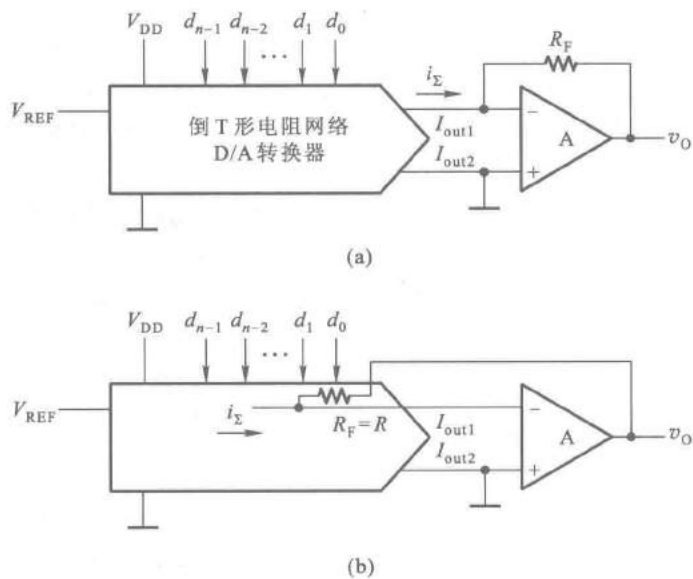 V_DD d_{n-1} d_{n-2} ··· d_1 d_0
R_F
V_REF
i_Σ
倒T形电阻网络
D/A 转换器
I_out1
I_out2
−
+
A
v_O
(a)
V_DD d_{n-1} d_{n-2} ··· d_1 d_0
V_REF
i_Σ
R_F=R
I_out1
I_out2
−
+
A
v_O
(b)